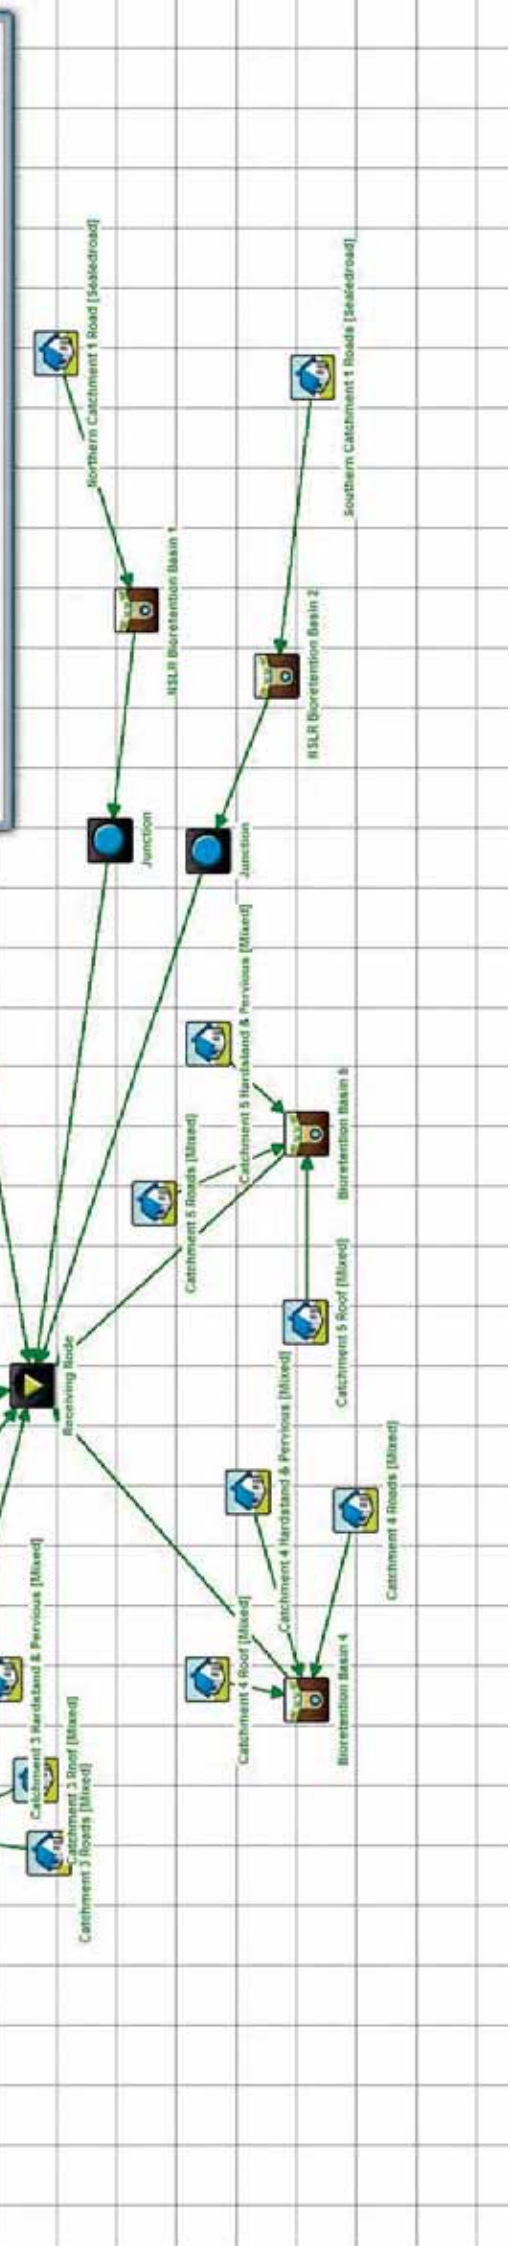 Northern Catchment 1 Road [Sealedroad]
Southern Catchment 1 Roads [Sealedroad]
NSLR Bioretention Basin 1
NSLR Bioretention Basin 2
Junction
Junction
Catchment 5 Hardstand & Pervious [Mixed]
Bioretention Basin 5
Catchment 5 Roads [Mixed]
Catchment 5 Roof [Mixed]
Receiving Node
Catchment 4 Hardstand & Pervious [Mixed]
Catchment 4 Roads [Mixed]
Catchment 4 Roof [Mixed]
Bioretention Basin 4
Catchment 3 Hardstand & Pervious [Mixed]
Catchment 3 Roof [Mixed]
Catchment 3 Roads [Mixed]